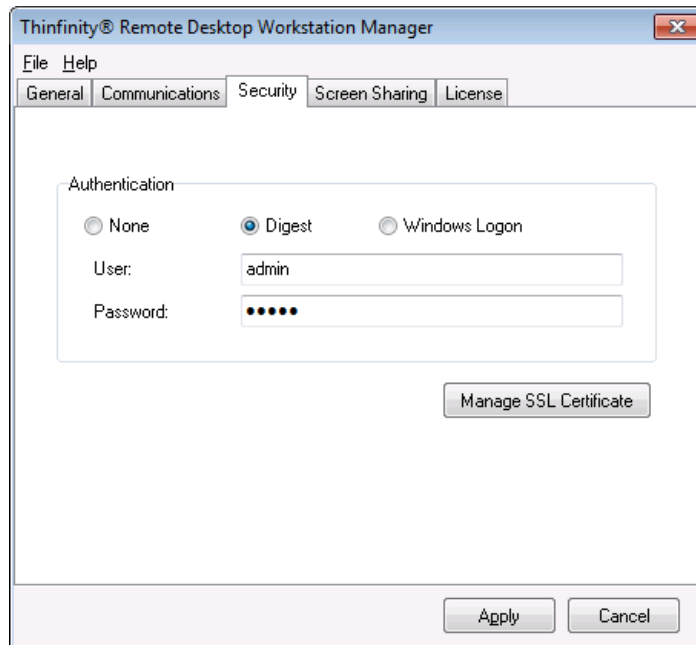 Thinfinity® Remote Desktop Workstation Manager
File Help
General Communications Security Screen Sharing License
Authentication
None Digest Windows Logon
User: admin
Password: •••••
Manage SSL Certificate
Apply Cancel